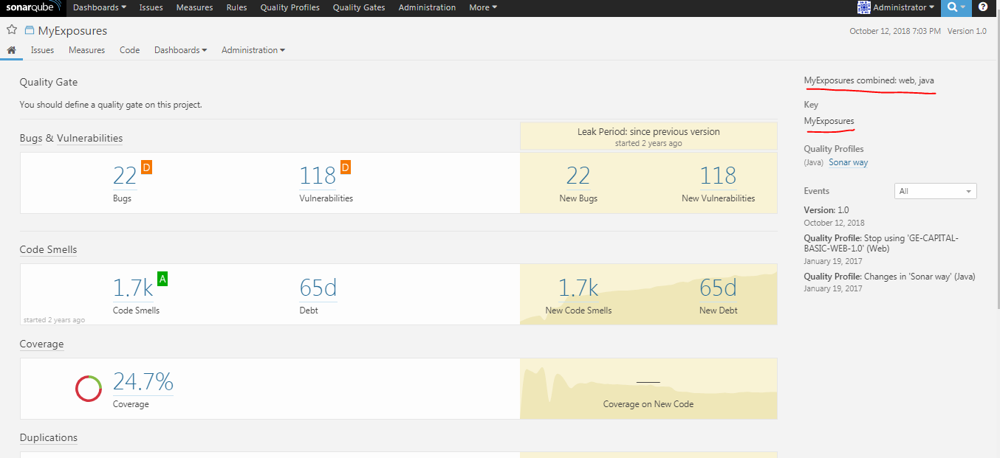 sonarqube Dashboards Issues Measures Rules Quality Profiles Quality Gates Administration More Administrator ?
MyExposures
October 12, 2018 7:03 PM Version 1.0
Issues Measures Code Dashboards Administration
Quality Gate
You should define a quality gate on this project.
Bugs & Vulnerabilities
Leak Period: since previous version
started 2 years ago
22 D 118 D 22 118
Bugs Vulnerabilities New Bugs New Vulnerabilities
Code Smells
1.7k A 65d 1.7k 65d
Code Smells Debt New Code Smells New Debt
started 2 years ago
Coverage
24.7%
Coverage Coverage on New Code
Duplications
MyExposures combined: web, java
Key
MyExposures
Quality Profiles
(Java) Sonar way
Events All
Version: 1.0
October 12, 2018
Quality Profile: Stop using 'GE-CAPITAL-
BASIC-WEB-1.0' (Web)
January 19, 2017
Quality Profile: Changes in 'Sonar way' (Java)
January 19, 2017